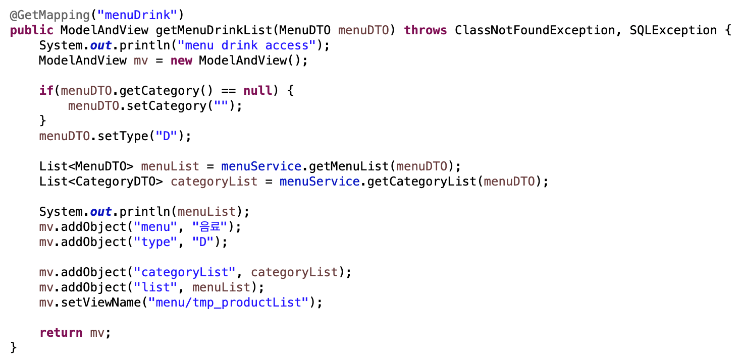 @GetMapping("menuDrink")
public ModelAndView getMenuDrinkList(MenuDTO menuDTO) throws ClassNotFoundException, SQLException {
    System.out.println("menu drink access");
    ModelAndView mv = new ModelAndView();

    if(menuDTO.getCategory() == null) {
        menuDTO.setCategory("");
    }
    menuDTO.setType("D");

    List<MenuDTO> menuList = menuService.getMenuList(menuDTO);
    List<CategoryDTO> categoryList = menuService.getCategoryList(menuDTO);

    System.out.println(menuList);
    mv.addObject("menu", "음료");
    mv.addObject("type", "D");

    mv.addObject("categoryList", categoryList);
    mv.addObject("list", menuList);
    mv.setViewName("menu/tmp_productList");

    return mv;
}